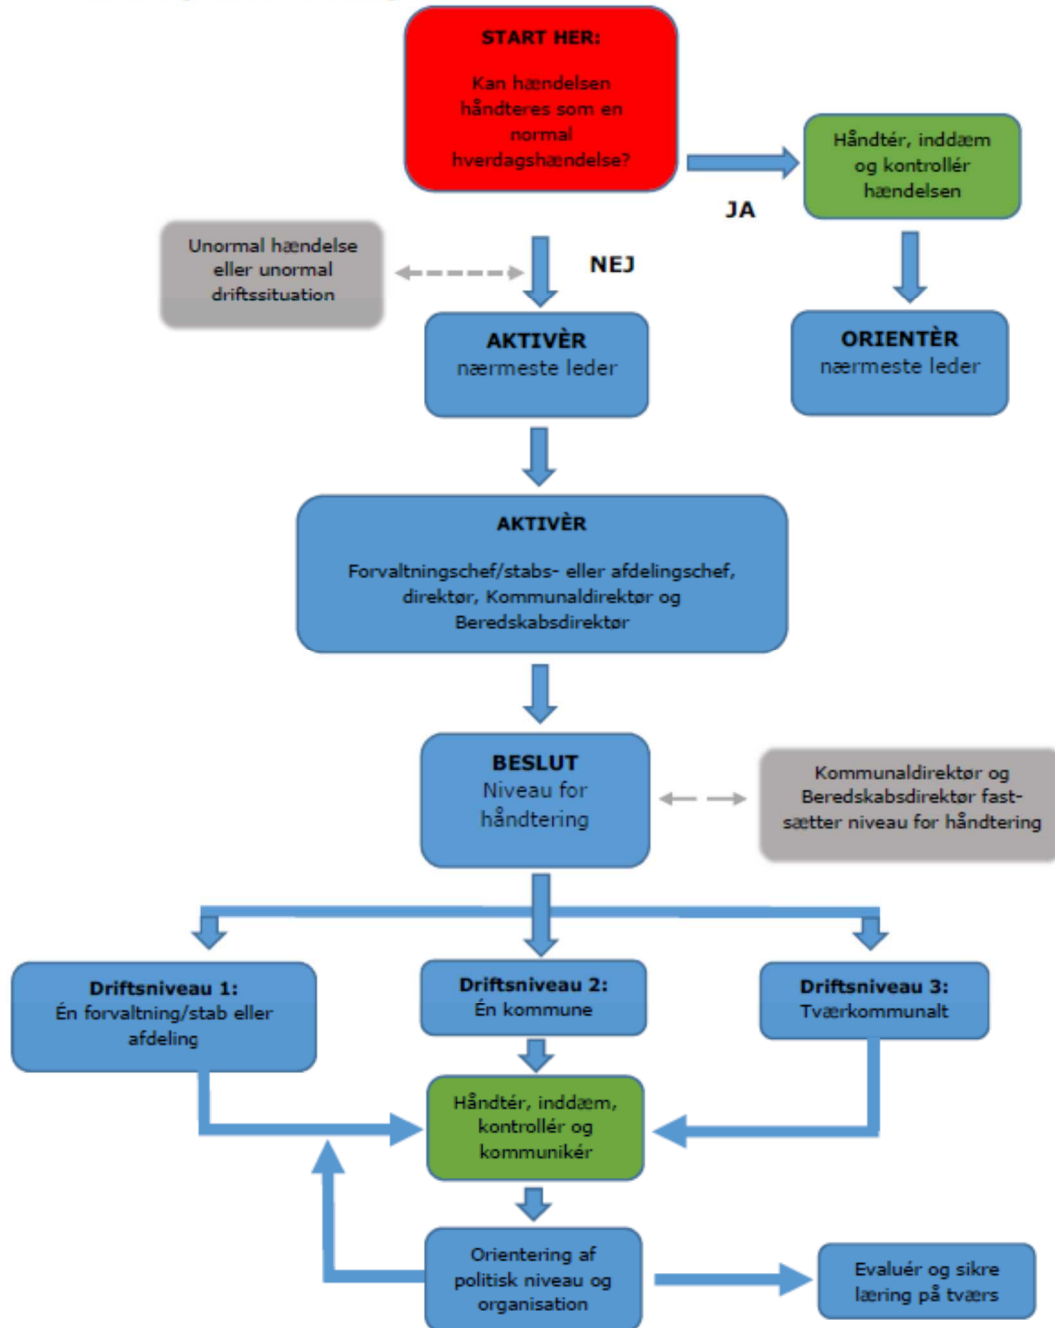 START HER:
Kan hændelsen
håndteres som en
normal
hverdagshændelse?
JA
Håndtér, inddæm
og kontrollér
hændelsen
ORIENTÈR
nærmeste leder
NEJ
Unormal hændelse
eller unormal
driftssituation
AKTIVÈR
nærmeste leder
AKTIVÈR
Forvaltningschef/stabs- eller afdelingschef,
direktør, Kommunaldirektør og
Beredskabsdirektør
BESLUT
Niveau for
håndtering
Kommunaldirektør og
Beredskabsdirektør fast-
sætter niveau for håndtering
Driftsniveau 1:
Én forvaltning/stab eller
afdeling
Driftsniveau 2:
Én kommune
Driftsniveau 3:
Tværkommunalt
Håndtér, inddæm,
kontrollér og
kommunikér
Orientering af
politisk niveau og
organisation
Evaluér og sikre
læring på tværs